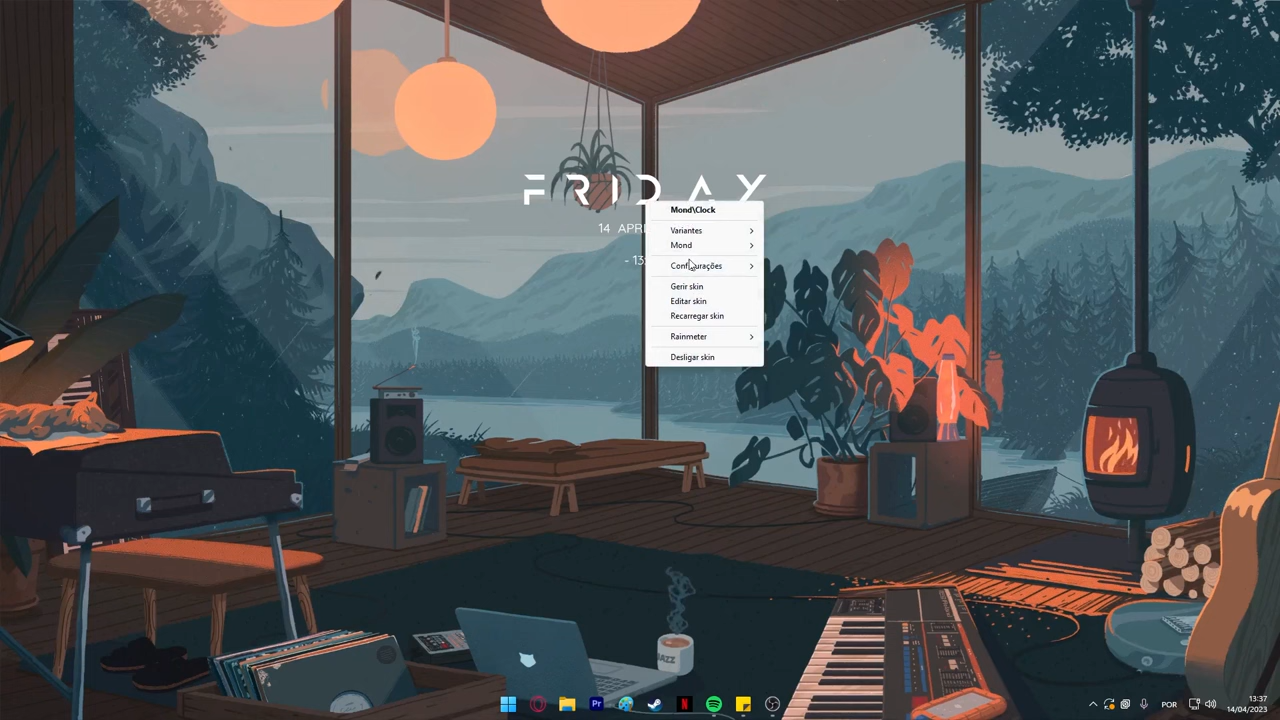 FRIDAY
14 APRI
- 13:
Mond\Clock
Variantes
Mond
Configurações
Gerir skin
Editar skin
Recarregar skin
Rainmeter
Desligar skin
JAZZ
Pr
N
POR
13:37
14/04/2023